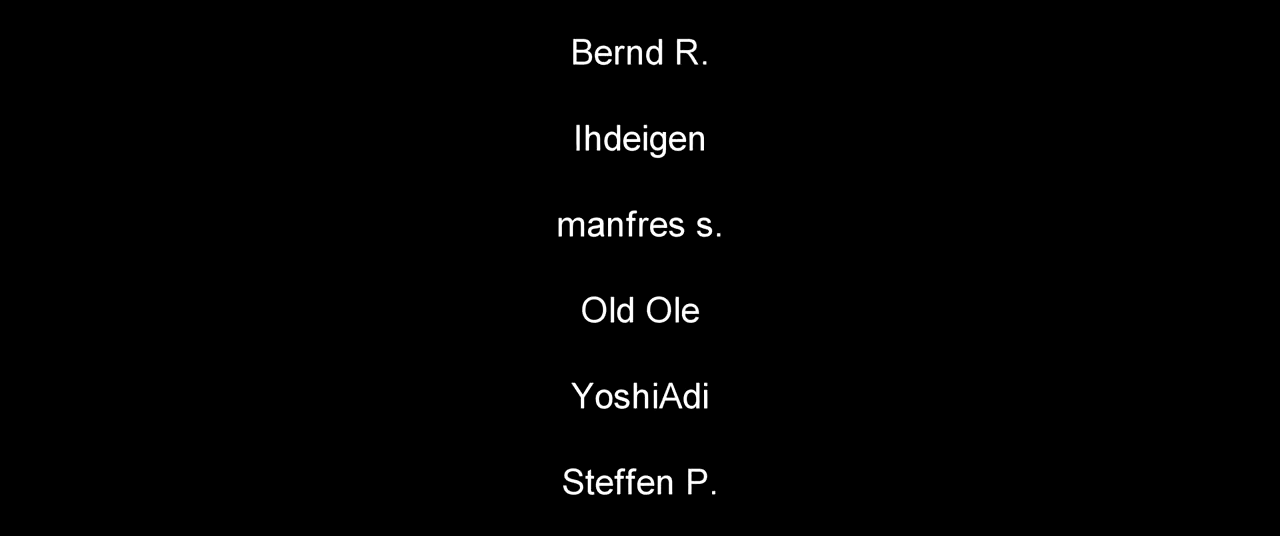 Bernd R.
Ihdeigen
manfres s.
Old Ole
YoshiAdi
Steffen P.